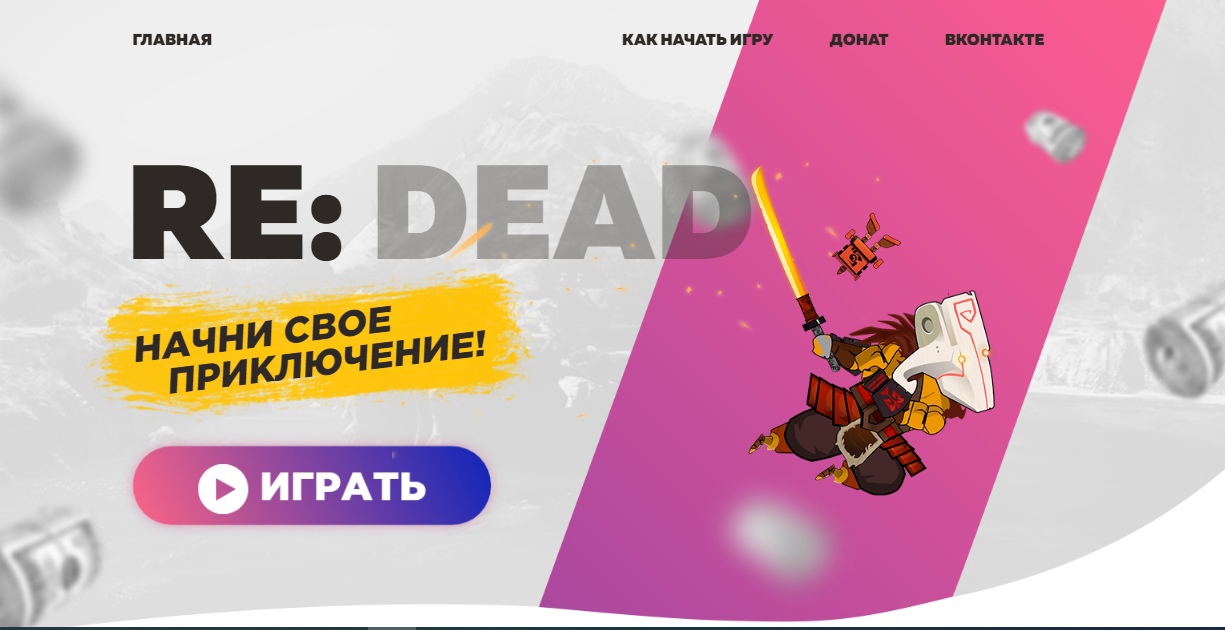 ГЛАВНАЯ
КАК НАЧАТЬ ИГРУ
ДОНАТ
ВКОНТАКТЕ
RE: DEAD
НАЧНИ СВОЕ
ПРИКЛЮЧЕНИЕ!
ИГРАТЬ